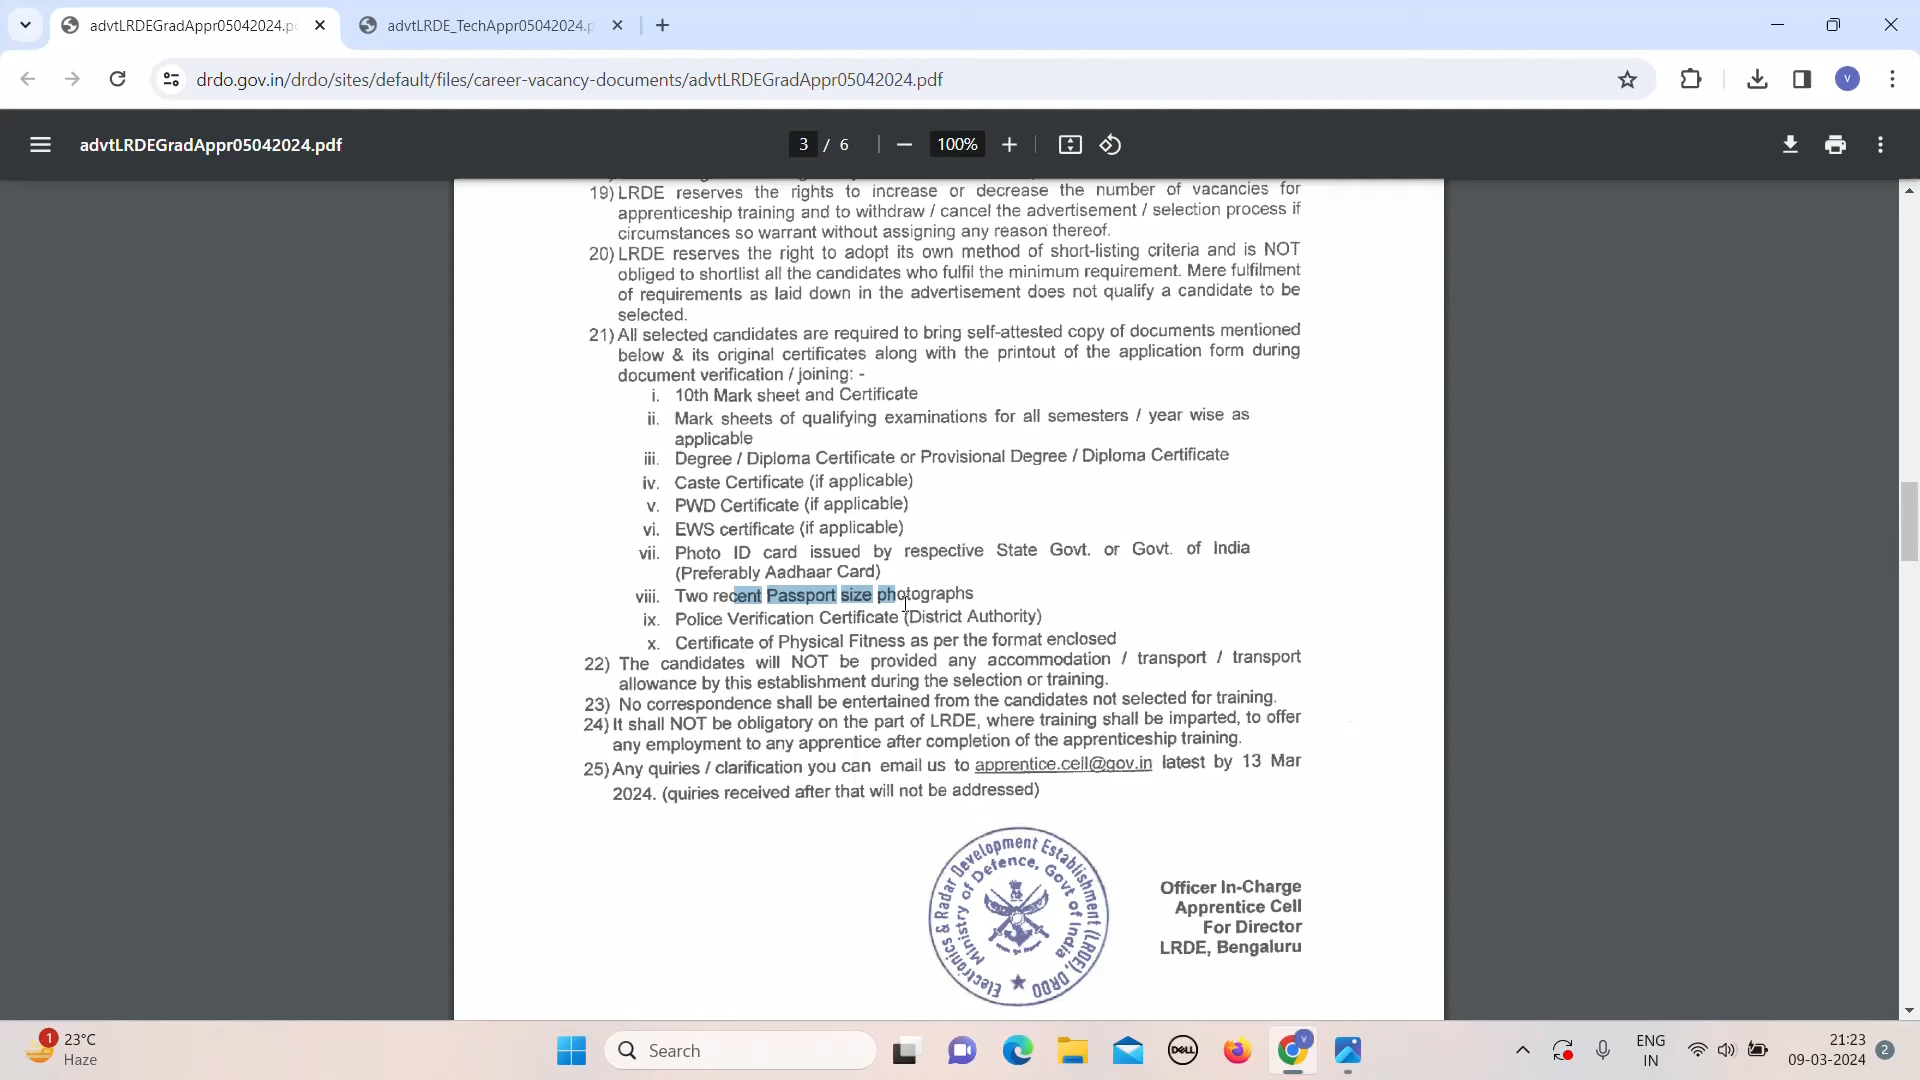 advtLRDEGradAppr05042024.p
advtLRDE_TechAppr05042024.p
drdo.gov.in/drdo/sites/default/files/career-vacancy-documents/advtLRDEGradAppr05042024.pdf
V
advtLRDEGradAppr05042024.pdf
3 / 6
100%
19) LRDE reserves the rights to increase or decrease the number of vacancies for
apprenticeship training and to withdraw / cancel the advertisement / selection process if
circumstances so warrant without assigning any reason thereof.
20) LRDE reserves the right to adopt its own method of short-listing criteria and is NOT
obliged to shortlist all the candidates who fulfil the minimum requirement. Mere fulfilment
of requirements as laid down in the advertisement does not qualify a candidate to be
selected.
21) All selected candidates are required to bring self-attested copy of documents mentioned
below & its original certificates along with the printout of the application form during
document verification / joining: -
i. 10th Mark sheet and Certificate
ii. Mark sheets of qualifying examinations for all semesters / year wise as
applicable
iii. Degree / Diploma Certificate or Provisional Degree / Diploma Certificate
iv. Caste Certificate (if applicable)
v. PWD Certificate (if applicable)
vi. EWS certificate (if applicable)
vii. Photo ID card issued by respective State Govt. or Govt. of India
(Preferably Aadhaar Card)
viii. Two recent Passport size photographs
ix. Police Verification Certificate (District Authority)
x. Certificate of Physical Fitness as per the format enclosed
22) The candidates will NOT be provided any accommodation / transport / transport
allowance by this establishment during the selection or training.
23) No correspondence shall be entertained from the candidates not selected for training.
24) It shall NOT be obligatory on the part of LRDE, where training shall be imparted, to offer
any employment to any apprentice after completion of the apprenticeship training.
25) Any quiries / clarification you can email us to apprentice.cell@gov.in latest by 13 Mar
2024. (quiries received after that will not be addressed)
Electronics & Radar Development Establishment (LRDE), DRDO
Ministry of Defence, Govt of India
Officer In-Charge
Apprentice Cell
For Director
LRDE, Bengaluru
1
23°C
Haze
Search
DELL
V
ENG
IN
21:23
09-03-2024
2